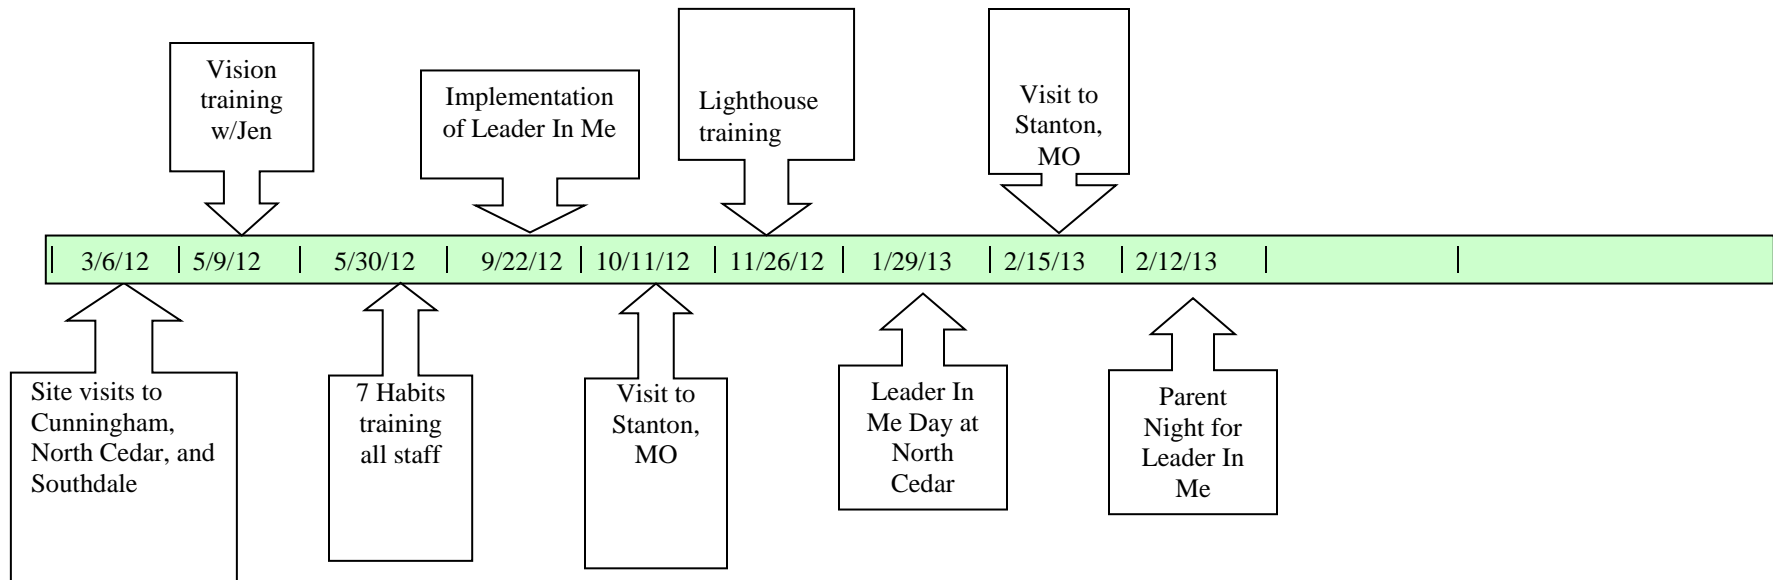 Vision
training
w/Jen
Implementation
of Leader In Me
Lighthouse
training
Visit to
Stanton,
MO
3/6/12 5/9/12 5/30/12 9/22/12 10/11/12 11/26/12 1/29/13 2/15/13 2/12/13
Site visits to
Cunningham,
North Cedar, and
Southdale
7 Habits
training
all staff
Visit to
Stanton,
MO
Leader In
Me Day at
North
Cedar
Parent
Night for
Leader In
Me